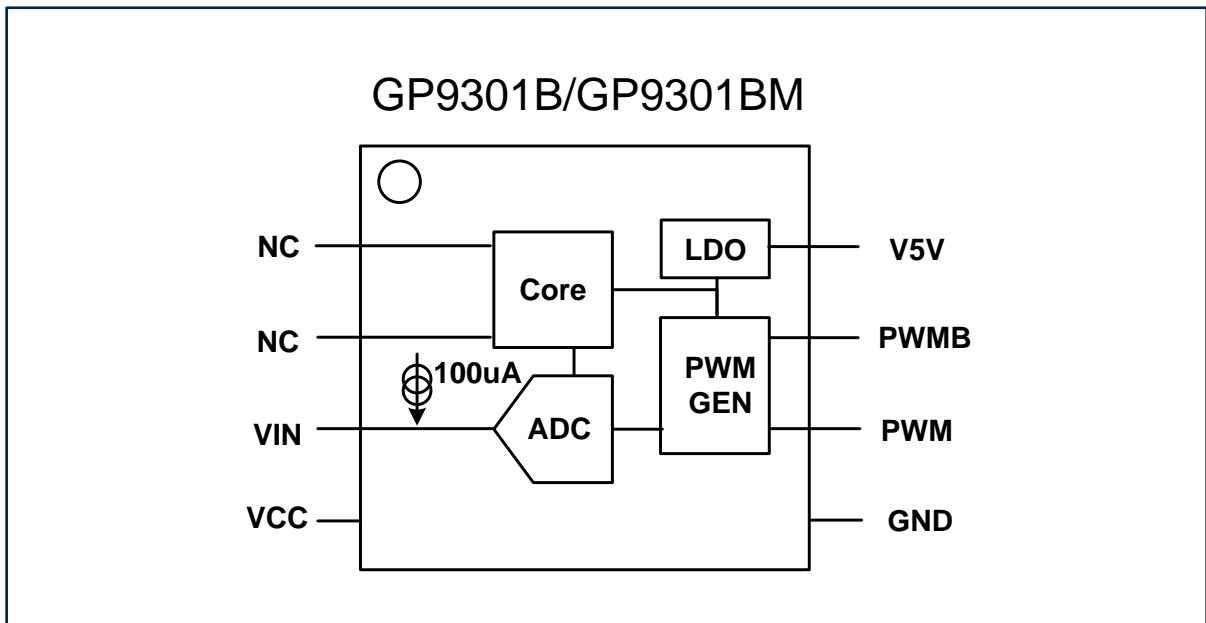 GP9301B/GP9301BM
NC
Core
LDO
V5V
NC
100uA
PWM
GEN
PWMB
VIN
ADC
PWM
VCC
GND